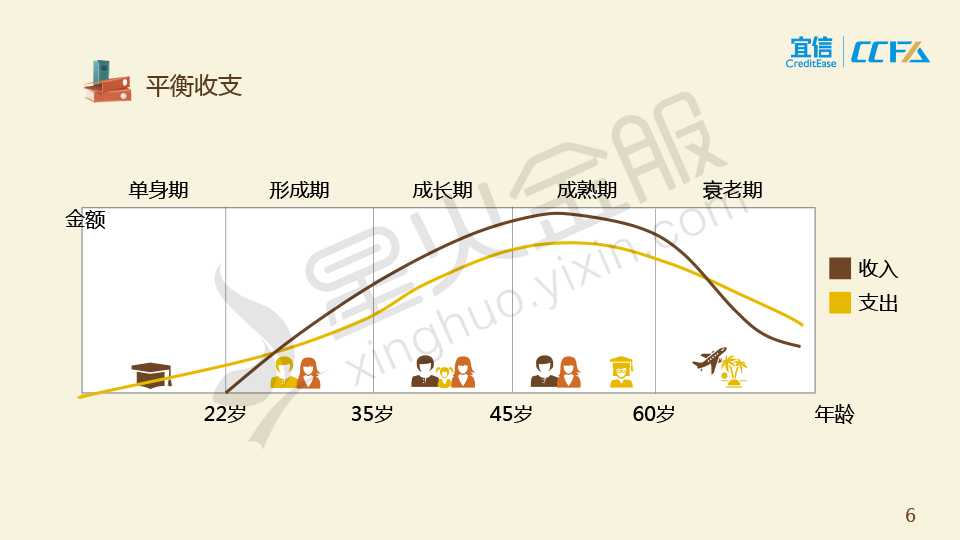 宜信 CCFA
CreditEase
平衡收支
单身期 形成期 成长期 成熟期 衰老期
金额
收入
支出
22岁 35岁 45岁 60岁 年龄
星火金服
xinghuo.yixin.com
6